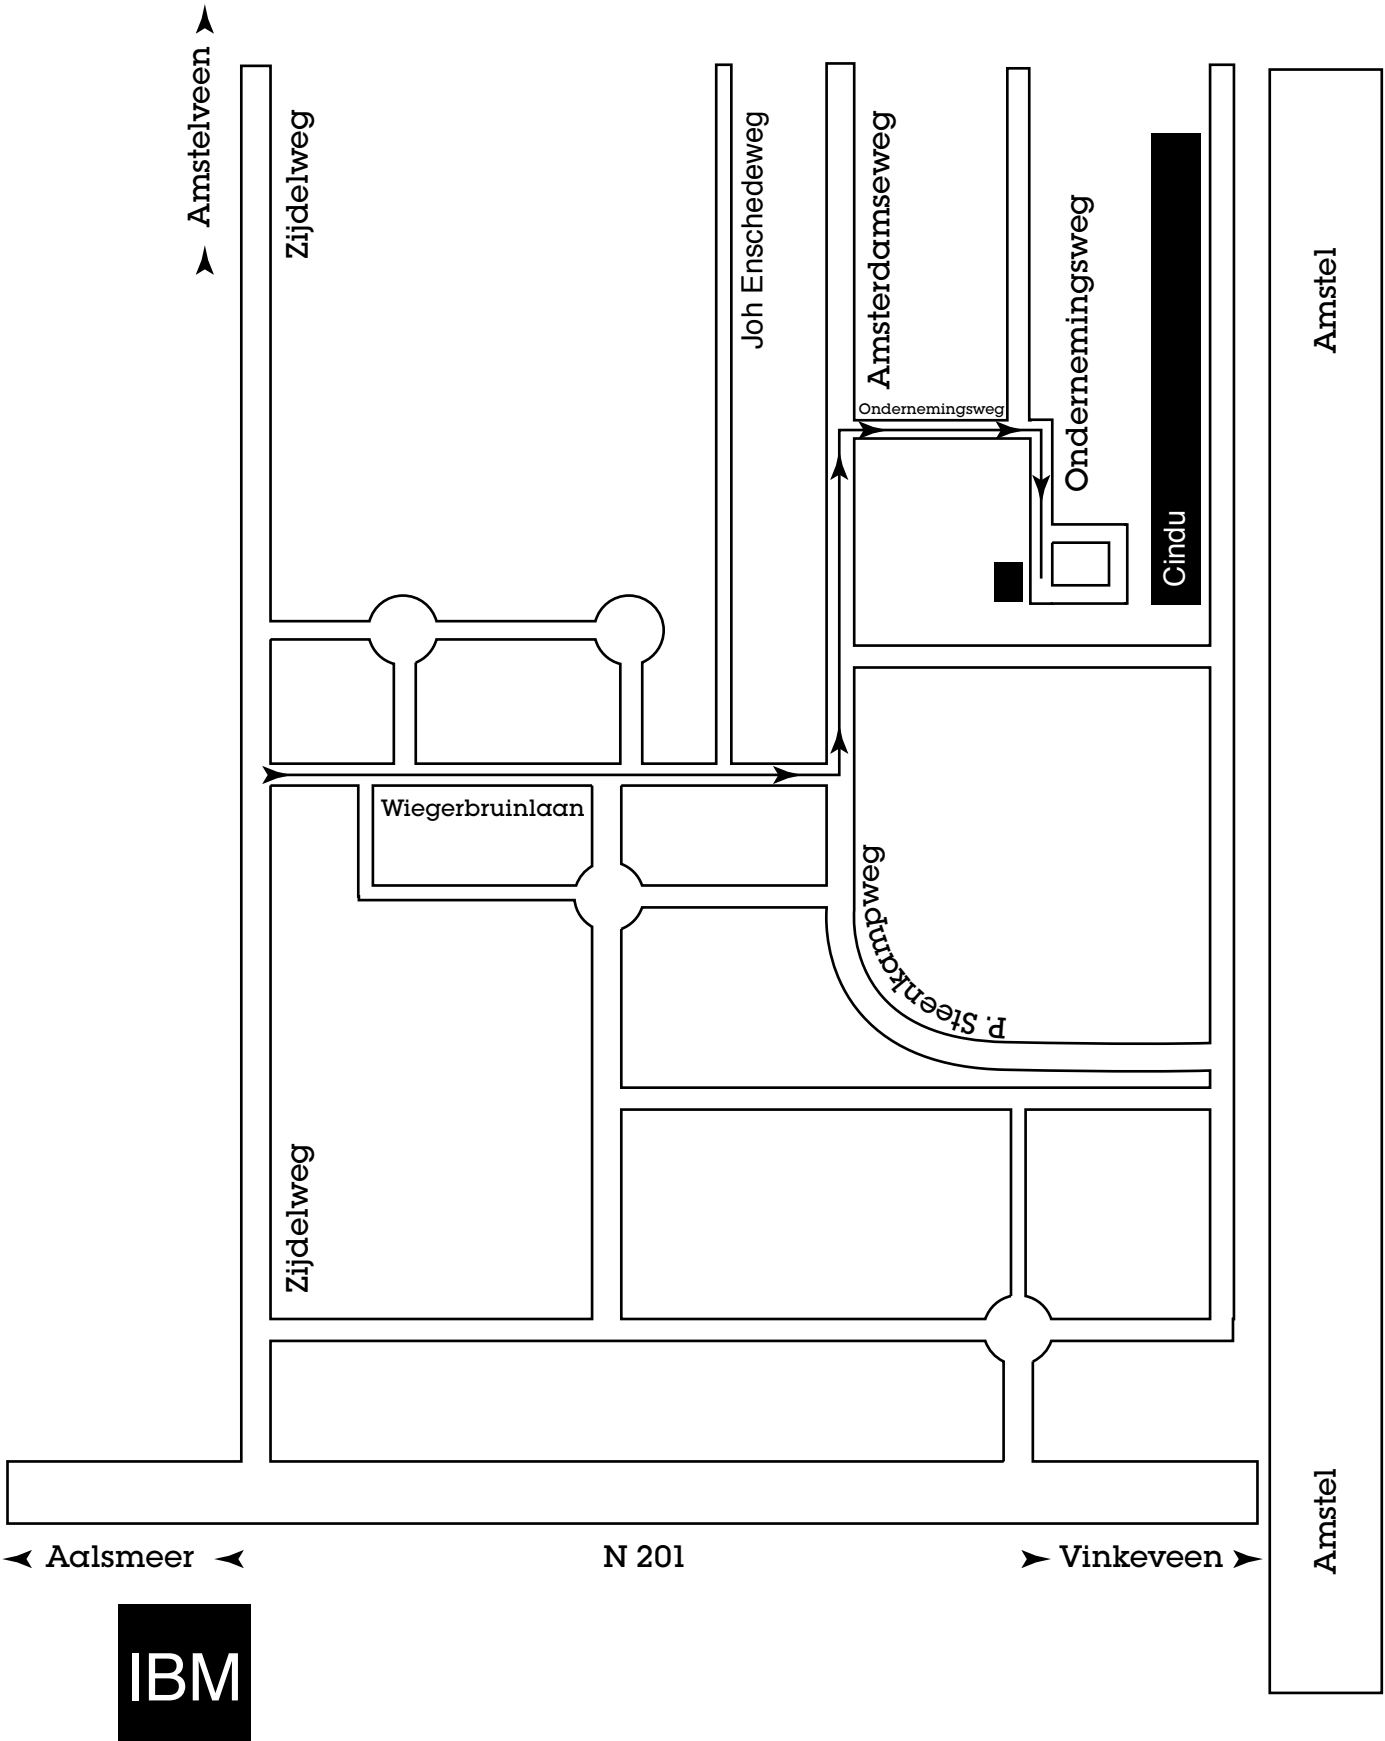 Amstelveen
Zijdelweg
Joh Enschedeweg
Amsterdamseweg
Ondernemingsweg
Amstel
Ondernemingsweg
Cindu
Wiegerbruinlaan
P. Steenkampweg
Zijdelweg
Aalsmeer
N 201
Vinkeveen
Amstel
IBM